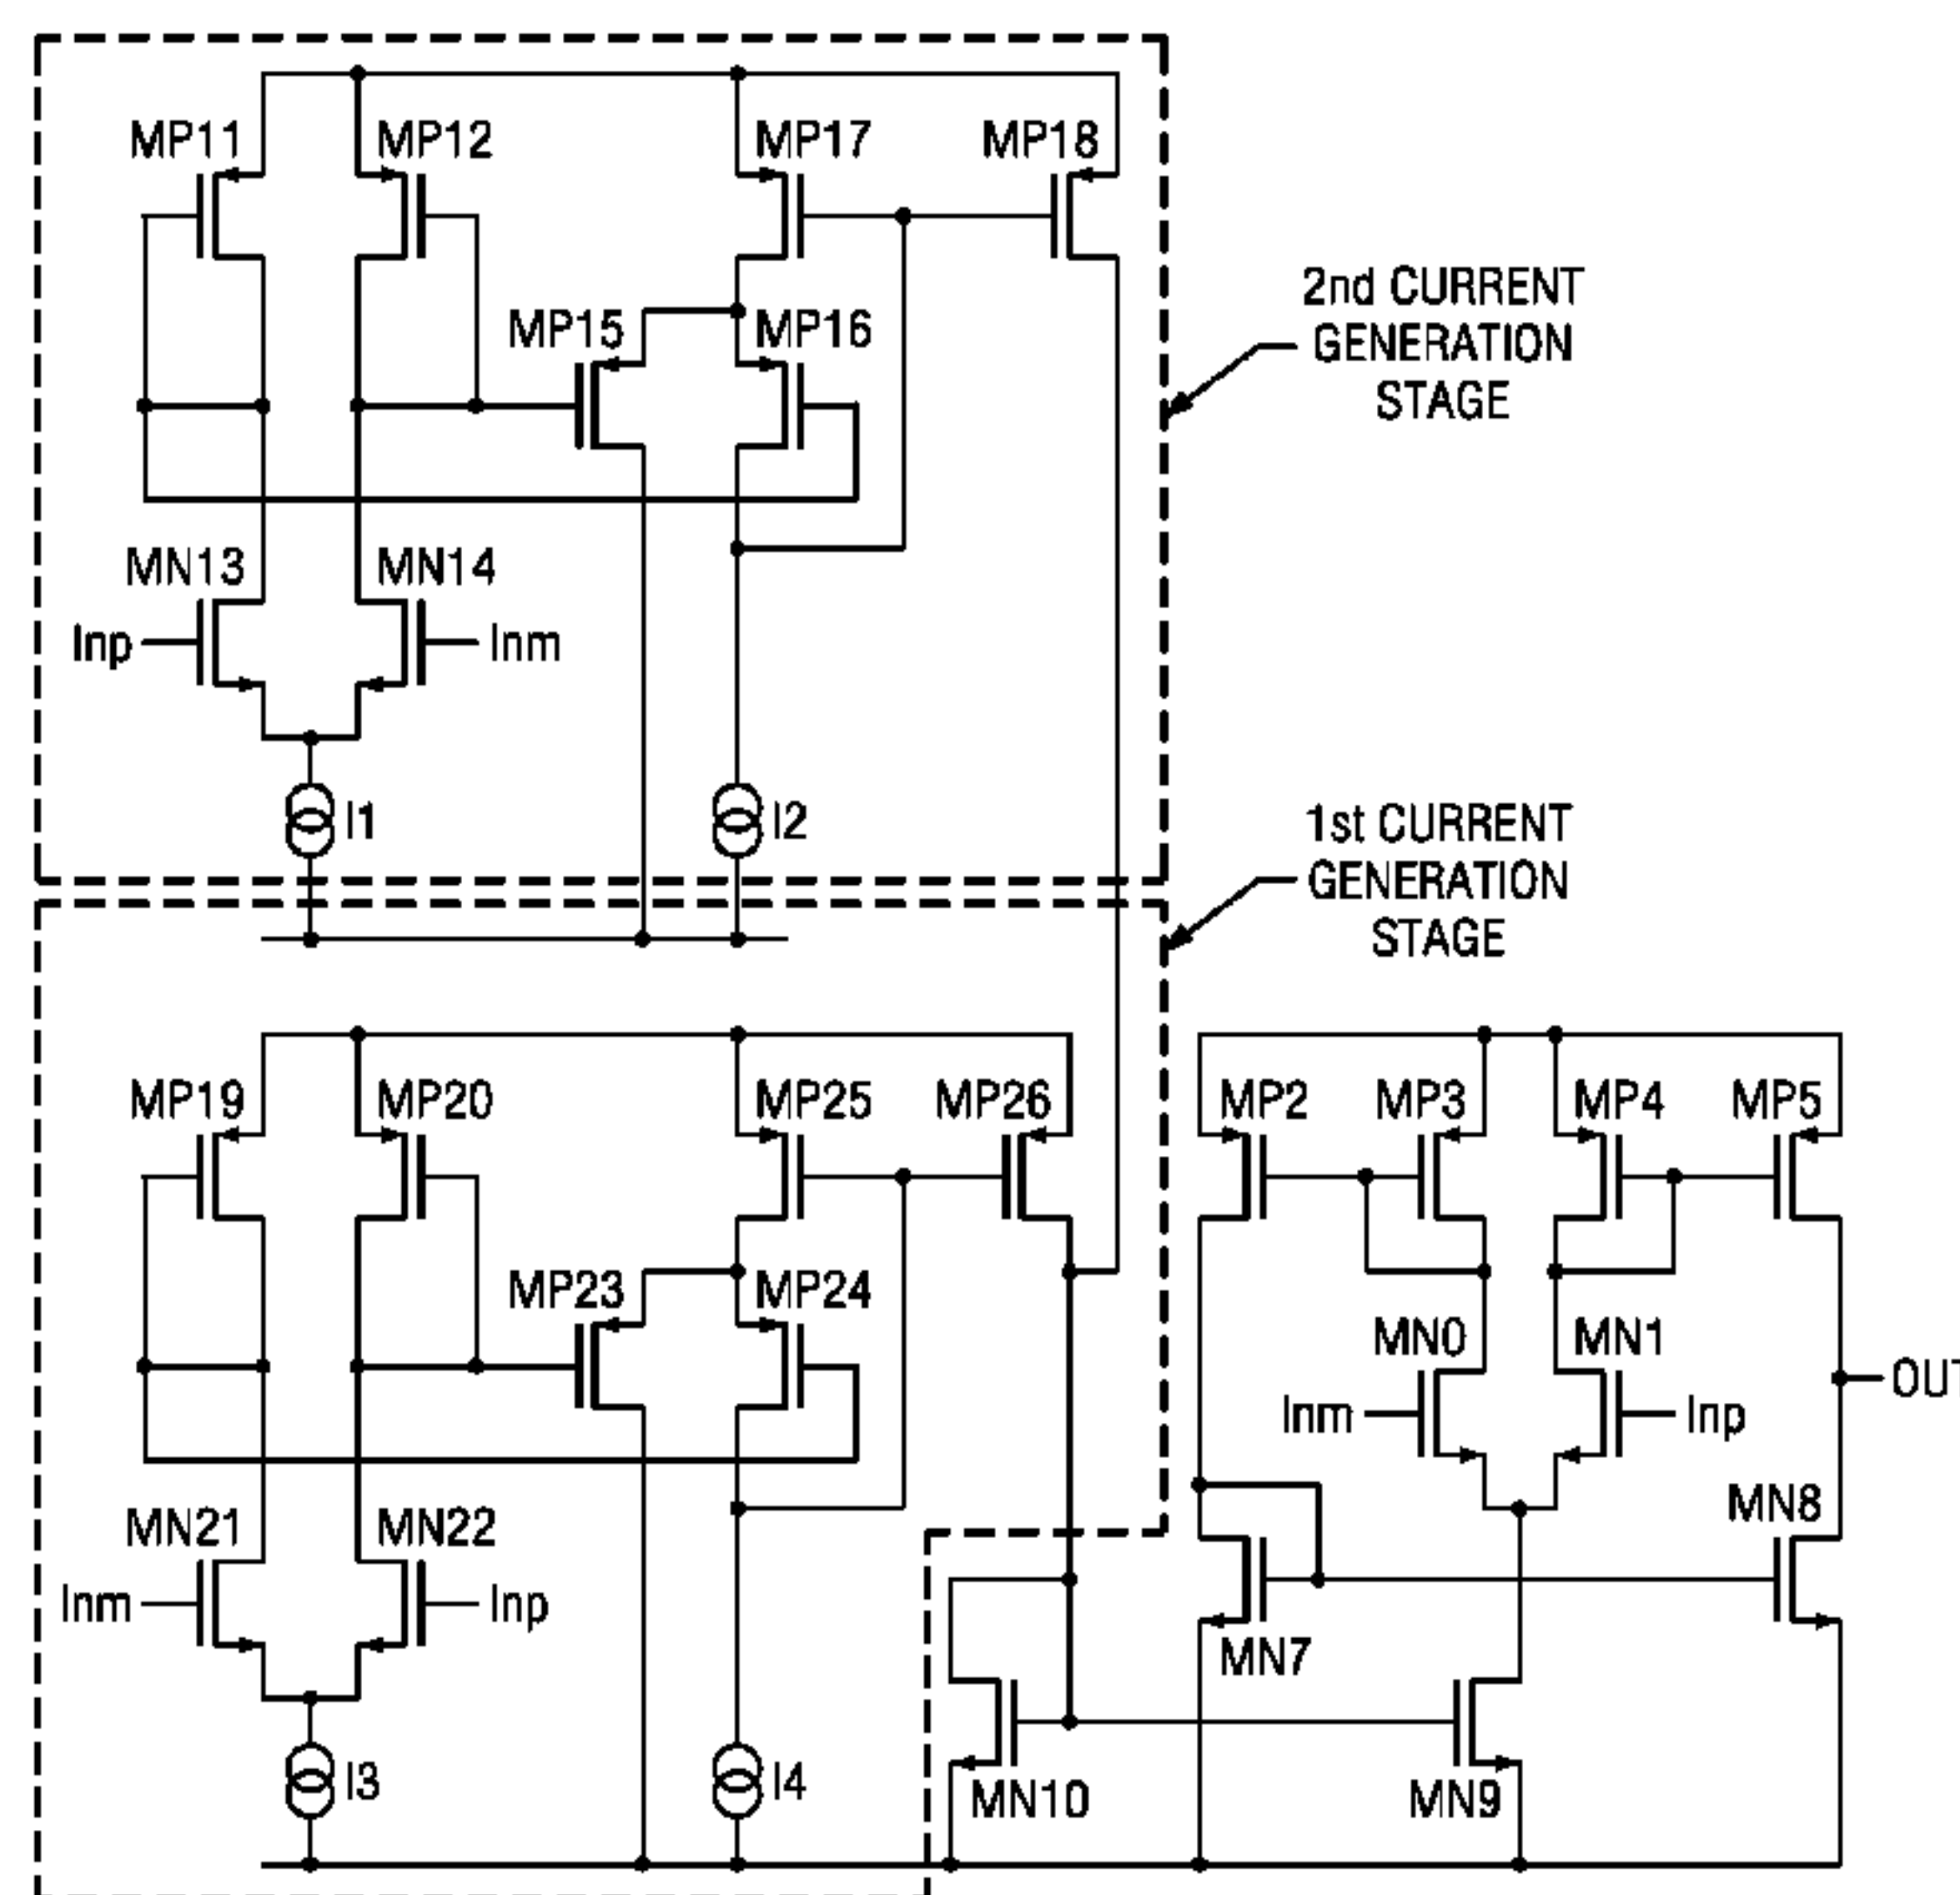 MP11 MP12 MP17 MP18
2nd CURRENT
GENERATION
STAGE
MP15 MP16
MN13 MN14
Inp Inm
I1 I2
1st CURRENT
GENERATION
STAGE
MP19 MP20 MP25 MP26 MP2 MP3 MP4 MP5
MP23 MP24
MN0 MN1
OUT
Inm Inp
MN21 MN22 MN8
Inm Inp
MN7
I3 I4 MN10 MN9